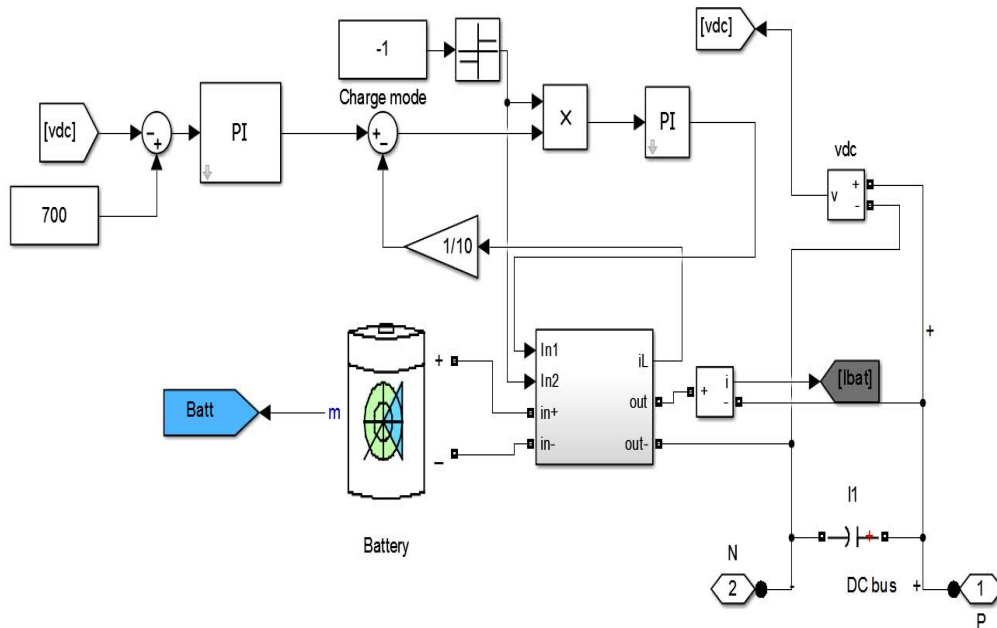 [vdc]
-1
Charge mode
[vdc]
−
+
PI
+
−
X
PI
vdc
700
v
+
-
1/10
+
In1
iL
In2
i
[Ibat]
Batt
m
+
out
+
-
in+
in-
out-
−
I1
Battery
N
+
2
-
DC bus
+
1
P